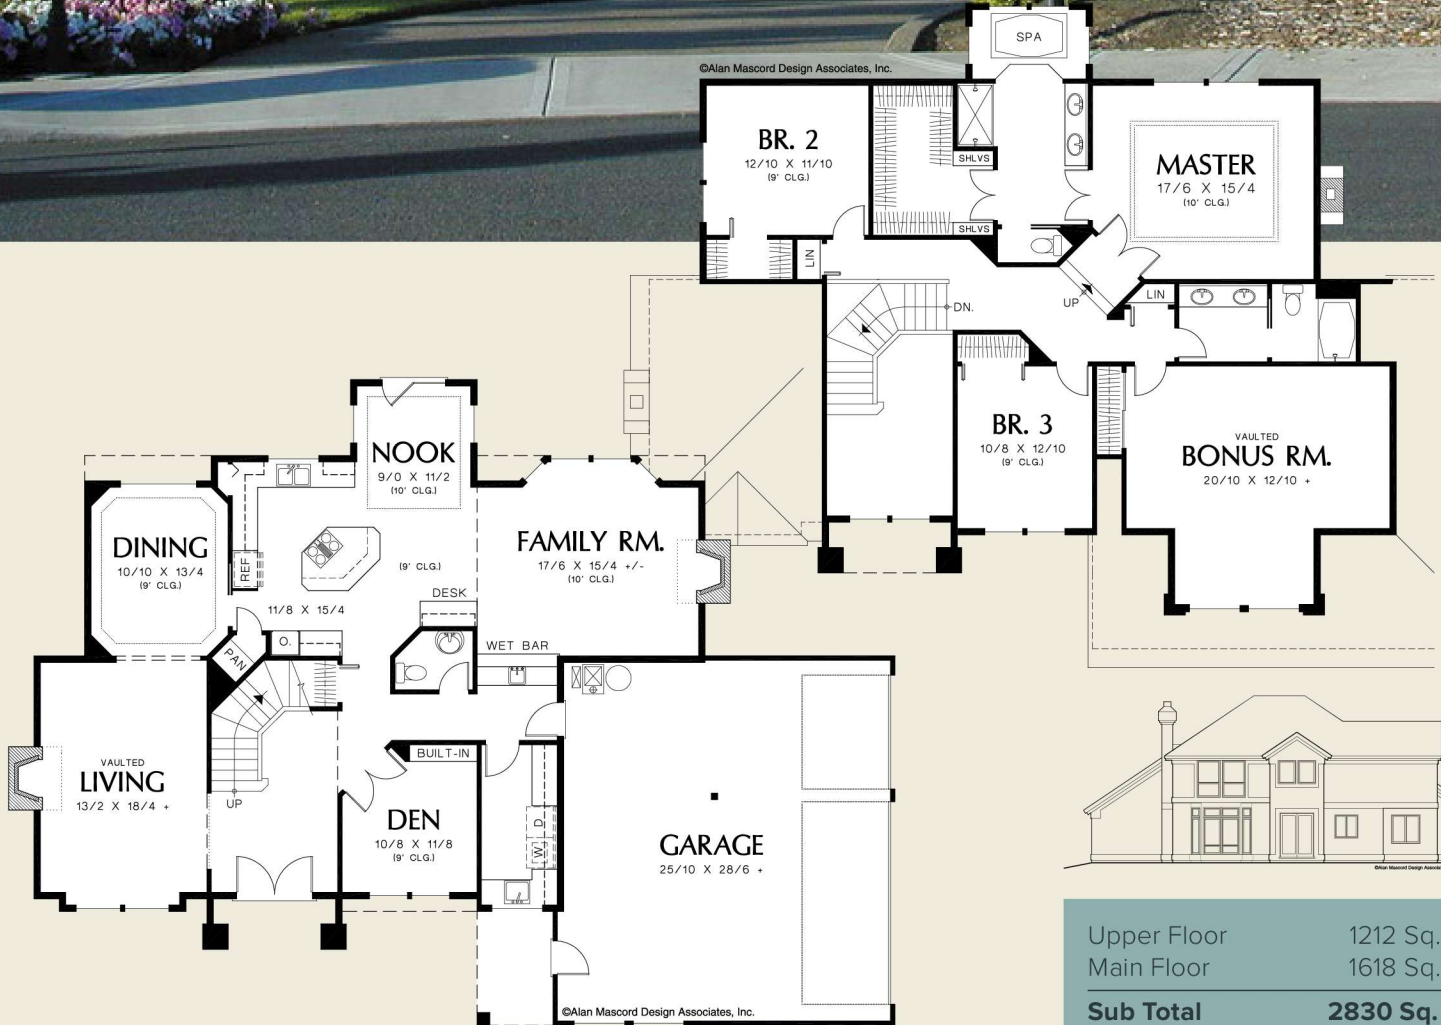 ©Alan Mascord Design Associates, Inc.
SPA
BR. 2
12/10 X 11/10
(9' CLG.)
SHLVS
SHLVS
LIN
MASTER
17/6 X 15/4
(10' CLG.)
UP
LIN
DN.
BR. 3
10/8 X 12/10
(9' CLG.)
VAULTED
BONUS RM.
20/10 X 12/10 +
NOOK
9/0 X 11/2
(10' CLG.)
DINING
10/10 X 13/4
(9' CLG.)
REF
(9' CLG.)
11/8 X 15/4
DESK
FAMILY RM.
17/6 X 15/4 +/-
(10' CLG.)
O.
PAN
WET BAR
VAULTED
LIVING
13/2 X 18/4 +
UP
BUILT-IN
DEN
10/8 X 11/8
(9' CLG.)
D
W
GARAGE
25/10 X 28/6 +
©Alan Mascord Design Associates, Inc.
©Alan Mascord Design Associate
Upper Floor 1212 Sq.
Main Floor 1618 Sq.
Sub Total 2830 Sq.